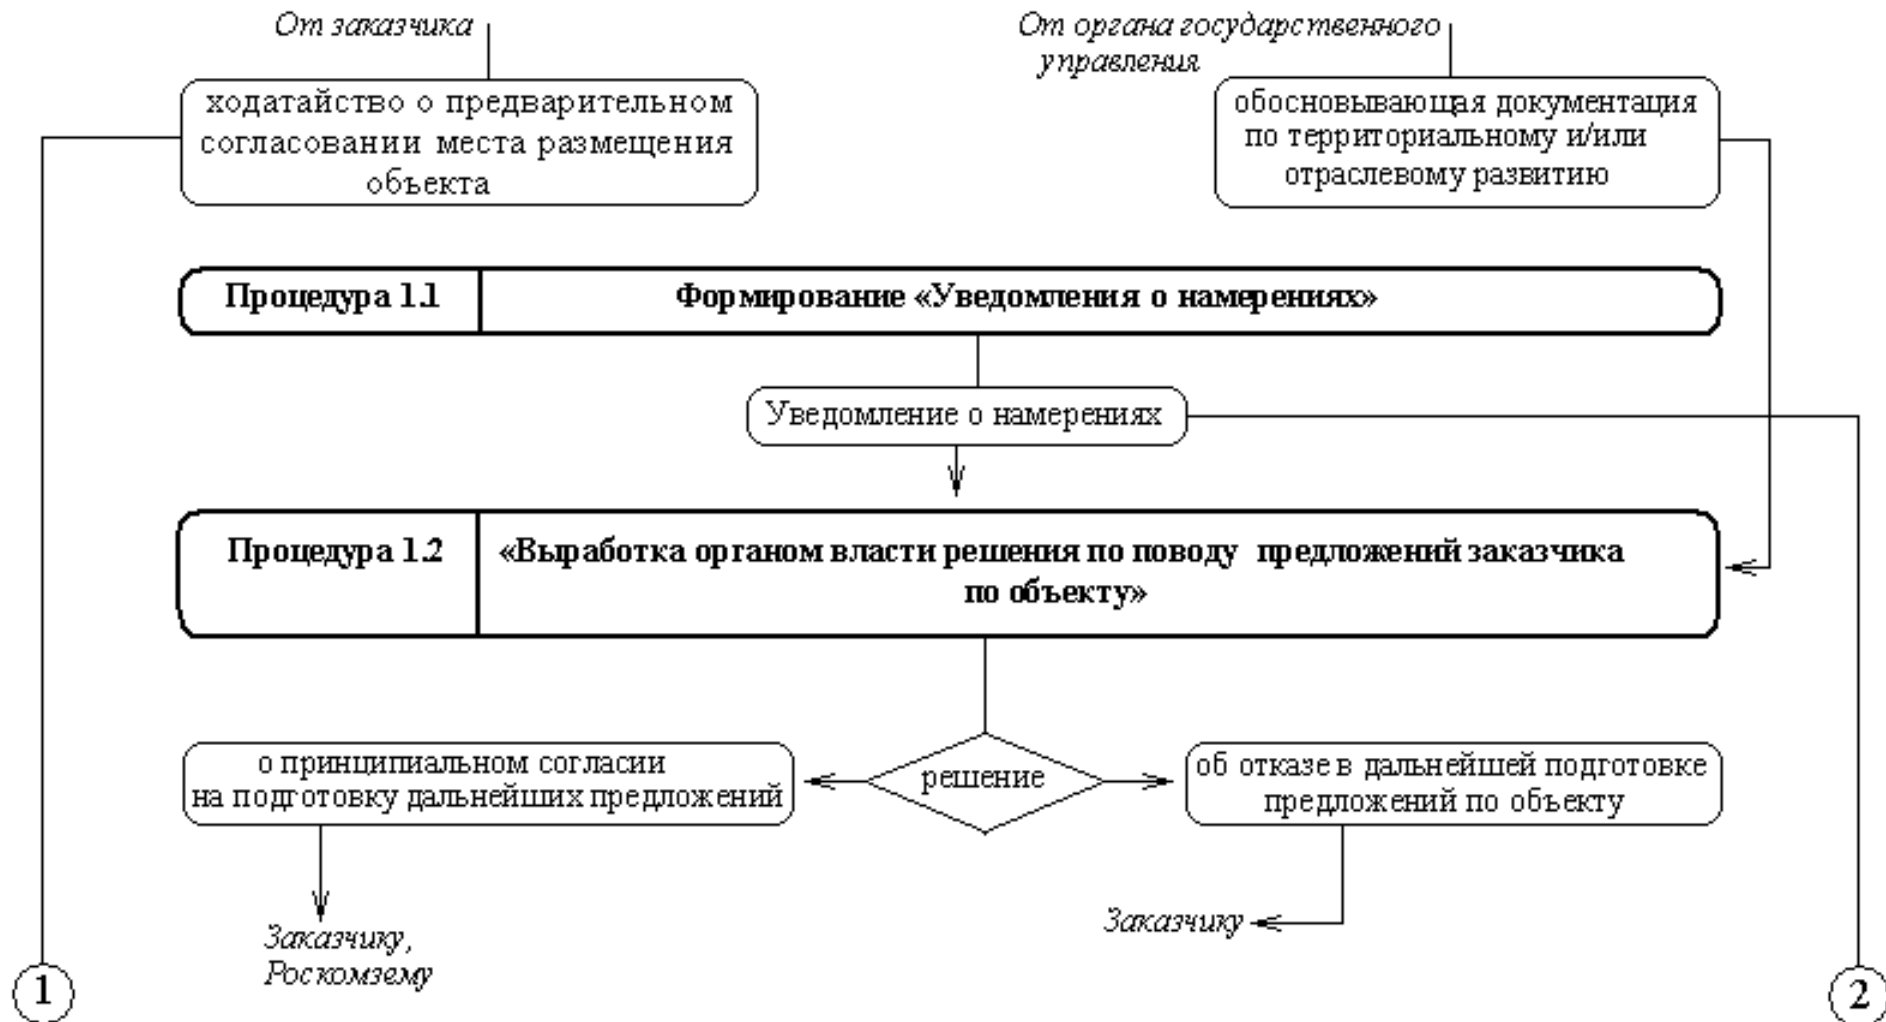 От заказчика
От органа государственного
управления
ходатайство о предварительном
согласовании места размещения
объекта
обосновывающая документация
по территориальному и/или
отраслевому развитию
Процедура 1.1
Формирование «Уведомления о намерениях»
Уведомление о намерениях
Процедура 1.2
«Выработка органом власти решения по поводу предложений заказчика
по объекту»
о принципиальном согласии
на подготовку дальнейших предложений
решение
об отказе в дальнейшей подготовке
предложений по объекту
Заказчику,
Роскомзему
Заказчику
1
2